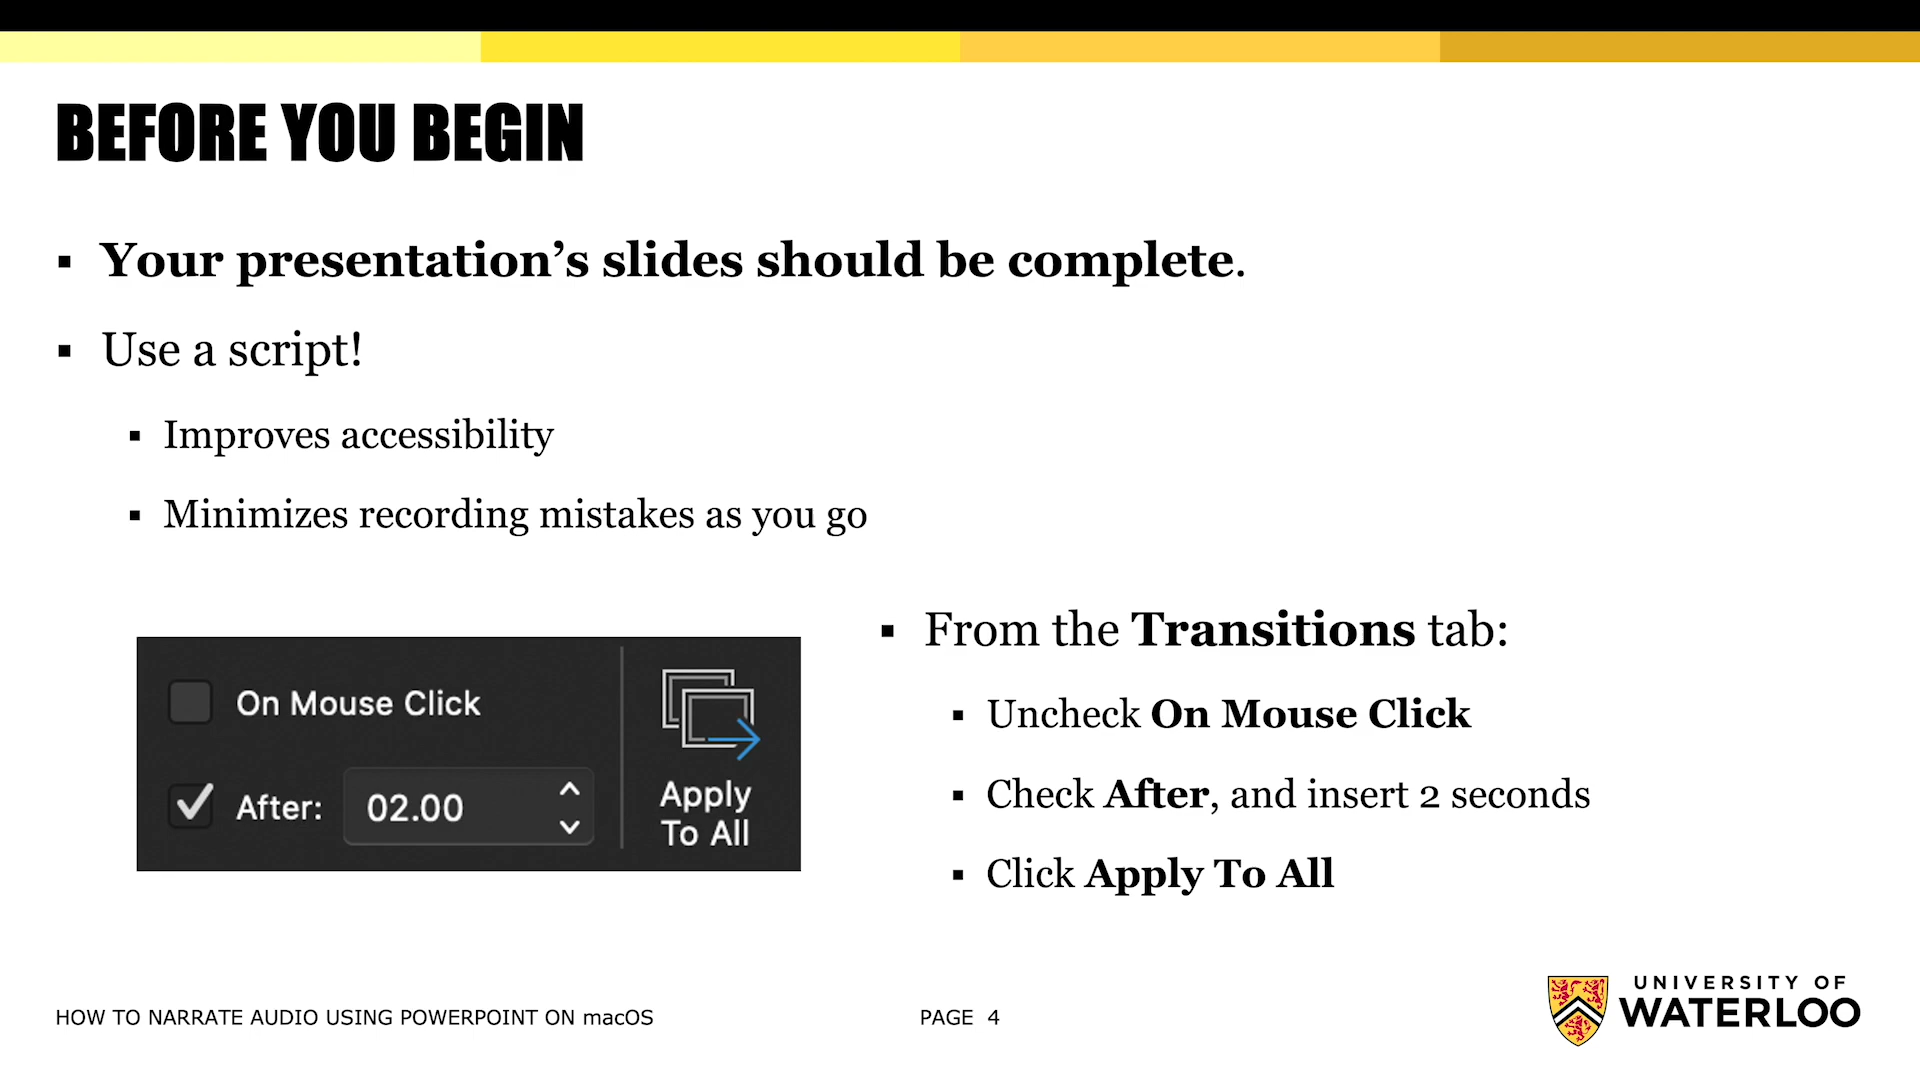 BEFORE YOU BEGIN
▪ Your presentation’s slides should be complete.
▪ Use a script!
▪ Improves accessibility
▪ Minimizes recording mistakes as you go
On Mouse Click
After: 02.00
Apply
To All
▪ From the Transitions tab:
▪ Uncheck On Mouse Click
▪ Check After, and insert 2 seconds
▪ Click Apply To All
HOW TO NARRATE AUDIO USING POWERPOINT ON macOS
PAGE 4
UNIVERSITY OF
WATERLOO